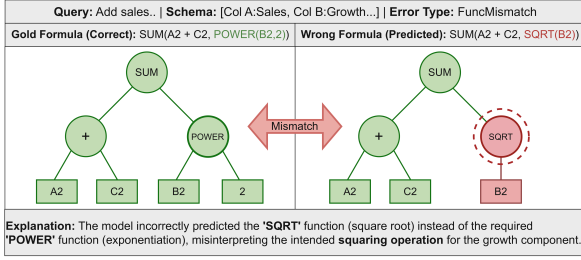 Query: Add sales.. | Schema: [Col A:Sales, Col B:Growth...] | Error Type: FuncMismatch
Gold Formula (Correct): SUM(A2 + C2, POWER(B2,2))
Wrong Formula (Predicted): SUM(A2 + C2, SQRT(B2))
SUM
SUM
+
POWER
Mismatch
+
SQRT
A2
C2
B2
2
A2
C2
B2
Explanation: The model incorrectly predicted the 'SQRT' function (square root) instead of the required
'POWER' function (exponentiation), misinterpreting the intended squaring operation for the growth component.